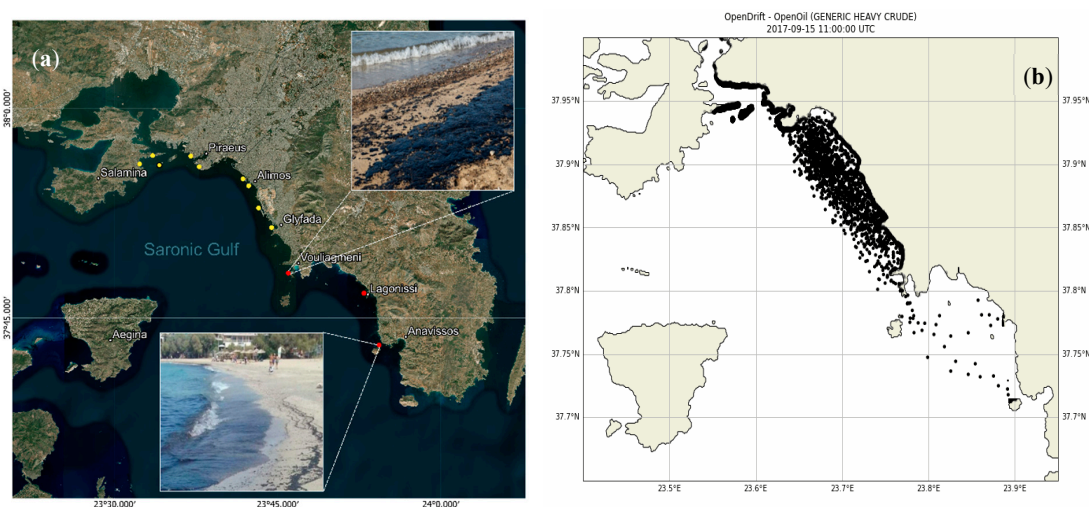 (a)
38°0.000'
37°45.000'
Piraeus
Salamina
Alimos
Glyfada
Saronic Gulf
Vouliagmeni
Lagonissi
Aegina
Anavissos
23°30.000'
23°45.000'
24°0.000'
OpenDrift - OpenOil (GENERIC HEAVY CRUDE)
2017-09-15 11:00:00 UTC
(b)
37.95°N
37.95°N
37.9°N
37.9°N
37.85°N
37.85°N
37.8°N
37.8°N
37.75°N
37.75°N
37.7°N
37.7°N
23.5°E
23.6°E
23.7°E
23.8°E
23.9°E